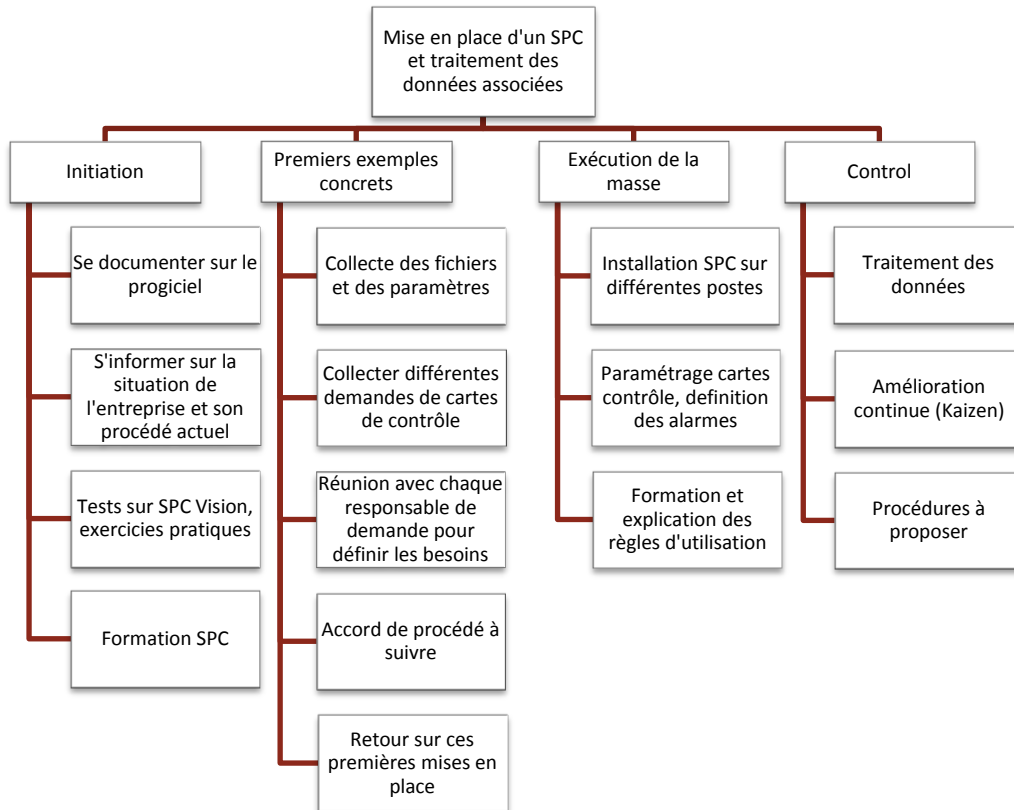 Mise en place d'un SPC
et traitement des
données associées
Initiation
Se documenter sur le
progiciel
S'informer sur la
situation de
l'entreprise et son
procédé actuel
Tests sur SPC Vision,
exercicies pratiques
Formation SPC
Premiers exemples
concrets
Collecte des fichiers
et des paramètres
Collecter différentes
demandes de cartes
de contrôle
Réunion avec chaque
responsable de
demande pour
définir les besoins
Accord de procédé à
suivre
Retour sur ces
premières mises en
place
Exécution de la
masse
Installation SPC sur
différentes postes
Paramétrage cartes
contrôle, definition
des alarmes
Formation et
explication des
règles d'utilisation
Control
Traitement des
données
Amélioration
continue (Kaizen)
Procédures à
proposer